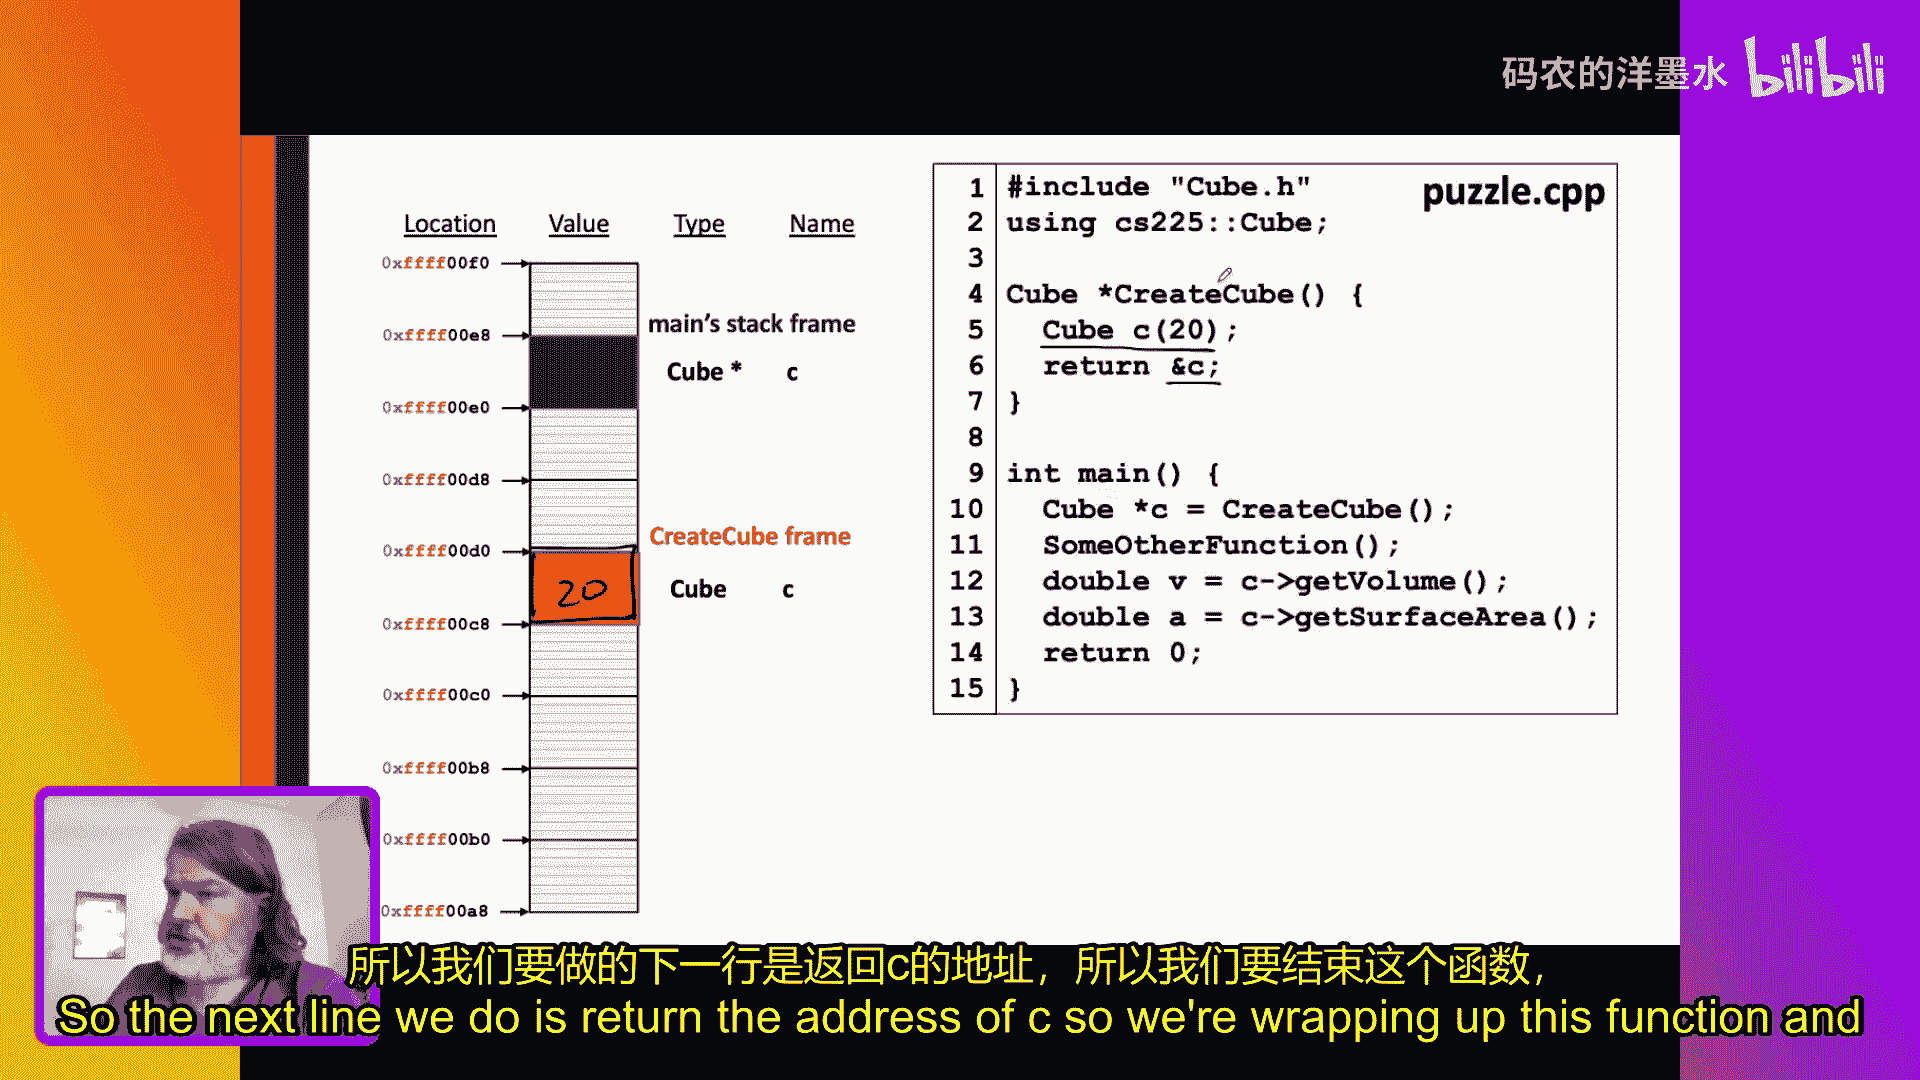 码农的洋墨水 bilibili
Location Value Type Name
0xffff00f0
main's stack frame
0xffff00e8
Cube * c
0xffff00e0
0xffff00d8
CreateCube frame
0xffff00d0
20 Cube c
0xffff00c8
0xffff00c0
0xffff00b8
0xffff00b0
0xffff00a8
puzzle.cpp
1 #include "Cube.h"
2 using cs225::Cube;
3
4 Cube *CreateCube() {
5 Cube c(20);
6 return &c;
7 }
8
9 int main() {
10 Cube *c = CreateCube();
11 SomeOtherFunction();
12 double v = c->getVolume();
13 double a = c->getSurfaceArea();
14 return 0;
15 }
所以我们要做的下一行是返回c的地址，所以我们要结束这个函数，
So the next line we do is return the address of c so we're wrapping up this function and